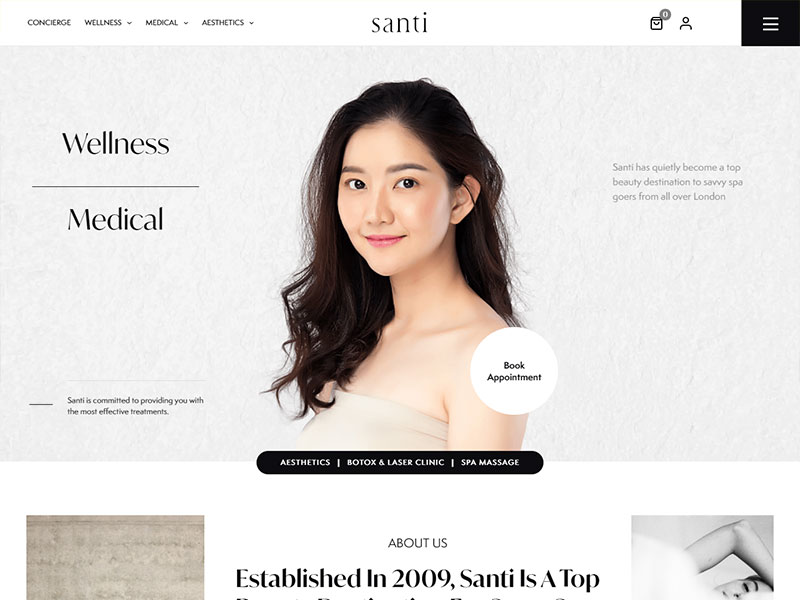 CONCIERGE WELLNESS MEDICAL AESTHETICS
santi
0
Wellness
Medical
Santi has quietly become a top
beauty destination to savvy spa
goers from all over London
Book
Appointment
Santi is committed to providing you with
the most effective treatments.
AESTHETICS | BOTOX & LASER CLINIC | SPA MASSAGE
ABOUT US
Established In 2009, Santi Is A Top